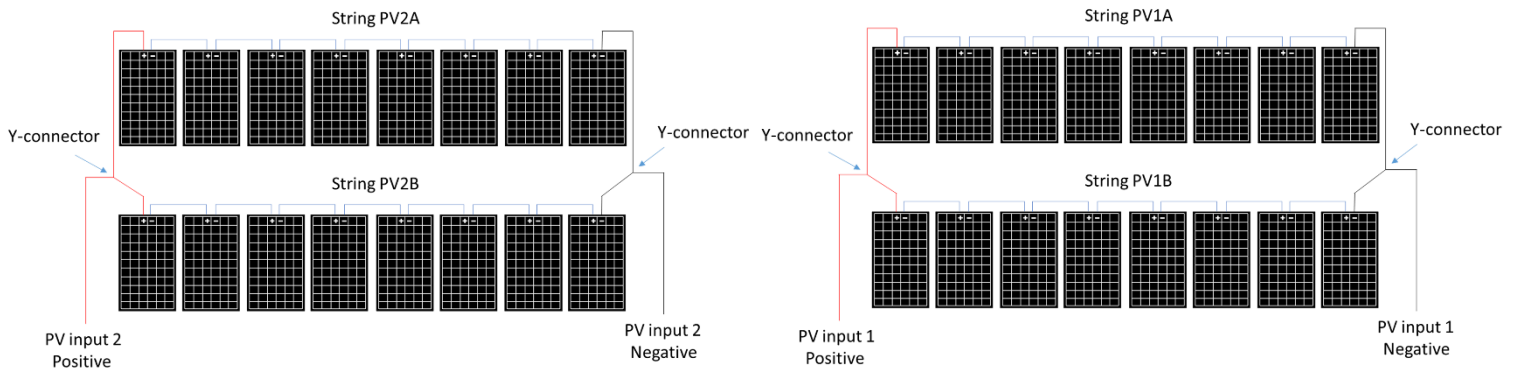 String PV2A
String PV1A
+ - + - + - + - + - + - + - + -
+ - + - + - + - + - + - + - + -
Y-connector
Y-connector
Y-connector
Y-connector
String PV2B
String PV1B
+ - + - + - + - + - + - + - + -
+ - + - + - + - + - + - + - + -
PV input 2
Positive
PV input 2
Negative
PV input 1
Positive
PV input 1
Negative